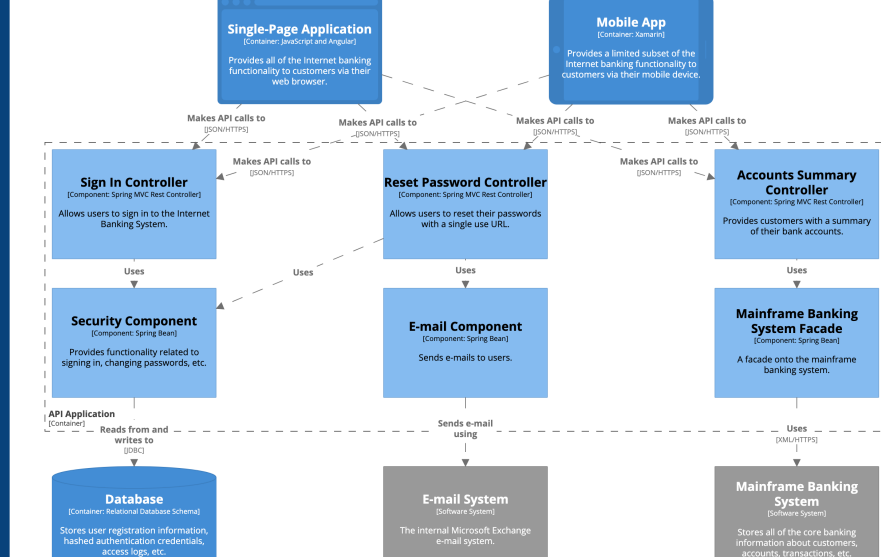 Single-Page Application
[Container: JavaScript and Angular]
Provides all of the Internet banking
functionality to customers via their
web browser.
Mobile App
[Container: Xamarin]
Provides a limited subset of the
Internet banking functionality to
customers via their mobile device.
Makes API calls to
[JSON/HTTPS]
Makes API calls to
[JSON/HTTPS]
Makes API calls to
[JSON/HTTPS]
Makes API calls to
[JSON/HTTPS]
Makes API calls to
[JSON/HTTPS]
Makes API calls to
[JSON/HTTPS]
Sign In Controller
[Component: Spring MVC Rest Controller]
Allows users to sign in to the Internet
Banking System.
Reset Password Controller
[Component: Spring MVC Rest Controller]
Allows users to reset their passwords
with a single use URL.
Accounts Summary
Controller
[Component: Spring MVC Rest Controller]
Provides customers with a summary
of their bank accounts.
Uses
Uses
Uses
Uses
Security Component
[Component: Spring Bean]
Provides functionality related to
signing in, changing passwords, etc.
E-mail Component
[Component: Spring Bean]
Sends e-mails to users.
Mainframe Banking
System Facade
[Component: Spring Bean]
A facade onto the mainframe
banking system.
API Application
[Container]
Reads from and
writes to
[JDBC]
Sends e-mail
using
Uses
[XML/HTTPS]
Database
[Container: Relational Database Schema]
Stores user registration information,
hashed authentication credentials,
access logs, etc.
E-mail System
[Software System]
The internal Microsoft Exchange
e-mail system.
Mainframe Banking
System
[Software System]
Stores all of the core banking
information about customers,
accounts, transactions, etc.